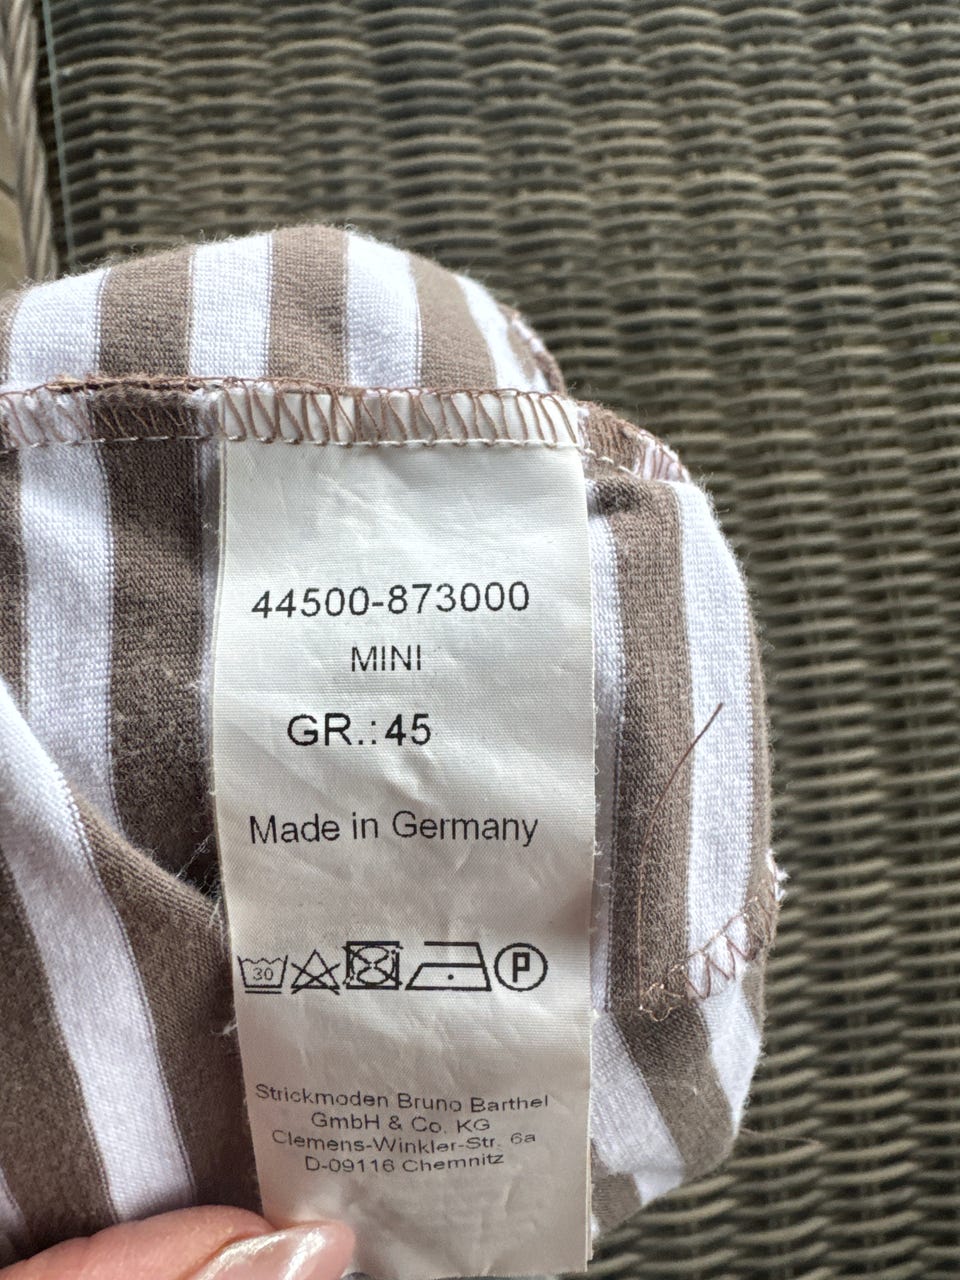 44500-873000
MINI
GR.:45
Made in Germany
30 P
Strickmoden Bruno Barthel
GmbH & Co. KG
Clemens-Winkler-Str. 6a
D-09116 Chemnitz